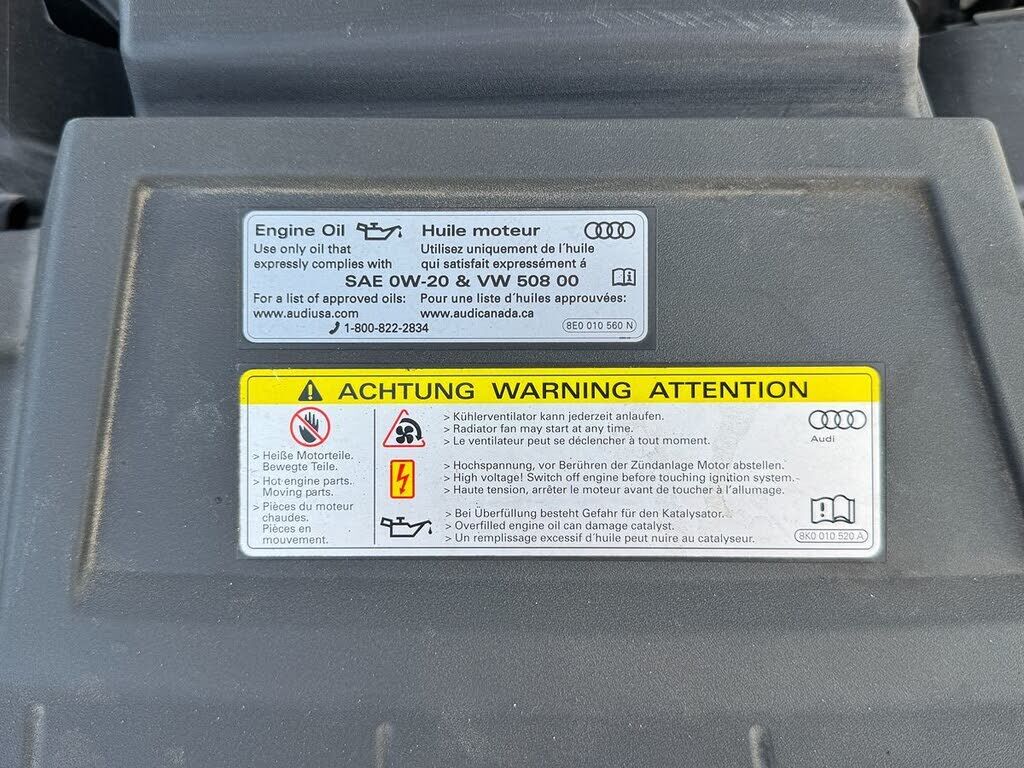 Engine Oil Huile moteur
Use only oil that Utilisez uniquement de l´huile
expressly complies with qui satisfait expressément á
SAE 0W-20 & VW 508 00
For a list of approved oils: Pour une liste d´huiles approuvées:
www.audiusa.com www.audicanada.ca
1-800-822-2834
8E0 010 560 N
ACHTUNG WARNING ATTENTION
> Heiße Motorteile.
Bewegte Teile.
> Hot engine parts.
Moving parts.
> Pièces du moteur
chaudes.
Pièces en
mouvement.
> Kühlerventilator kann jederzeit anlaufen.
> Radiator fan may start at any time.
> Le ventilateur peut se déclencher à tout moment.
> Hochspannung, vor Berühren der Zündanlage Motor abstellen.
> High voltage! Switch off engine before touching ignition system.
> Haute tension, arrêter le moteur avant de toucher à l'allumage.
> Bei Überfüllung besteht Gefahr für den Katalysator.
> Overfilled engine oil can damage catalyst.
> Un remplissage excessif d´huile peut nuire au catalyseur.
Audi
8K0 010 520 A